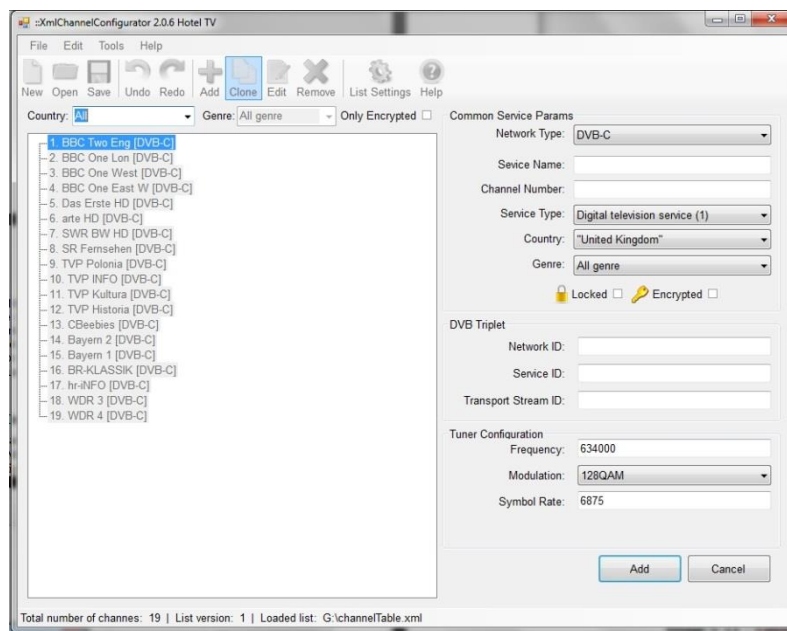 ::XmlChannelConfigurator 2.0.6 Hotel TV
File Edit Tools Help
New Open Save Undo Redo Add Clone Edit Remove List Settings Help
Country: All Genre: All genre Only Encrypted
1. BBC Two Eng [DVB-C]
2. BBC One Lon [DVB-C]
3. BBC One West [DVB-C]
4. BBC One East W [DVB-C]
5. Das Erste HD [DVB-C]
6. arte HD [DVB-C]
7. SWR BW HD [DVB-C]
8. SR Fernsehen [DVB-C]
9. TVP Polonia [DVB-C]
10. TVP INFO [DVB-C]
11. TVP Kultura [DVB-C]
12. TVP Historia [DVB-C]
13. CBeebies [DVB-C]
14. Bayern 2 [DVB-C]
15. Bayern 1 [DVB-C]
16. BR-KLASSIK [DVB-C]
17. hr-iNFO [DVB-C]
18. WDR 3 [DVB-C]
19. WDR 4 [DVB-C]
Common Service Params
Network Type: DVB-C
Sevice Name:
Channel Number:
Service Type: Digital television service (1)
Country: "United Kingdom"
Genre: All genre
Locked Encrypted
DVB Triplet
Network ID:
Service ID:
Transport Stream ID:
Tuner Configuration
Frequency: 634000
Modulation: 128QAM
Symbol Rate: 6875
Add Cancel
Total number of channes: 19 | List version: 1 | Loaded list: G:\channelTable.xml